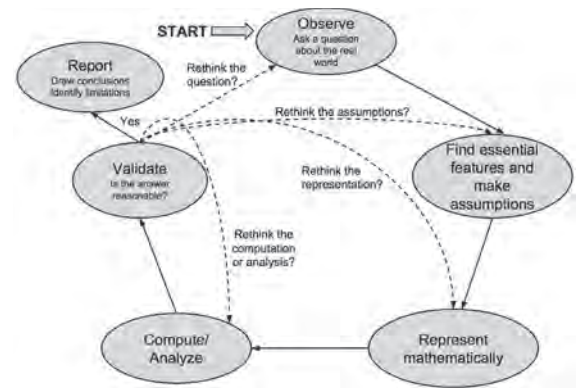 START
Observe
Ask a question
about the real
world
Report
Draw conclusions
Identify limitations
Rethink the
question?
Yes
Rethink the assumptions?
Validate
Is the answer
reasonable?
Find essential
features and
make
assumptions
Rethink the
representation?
Rethink the
computation
or analysis?
Compute/
Analyze
Represent
mathematically